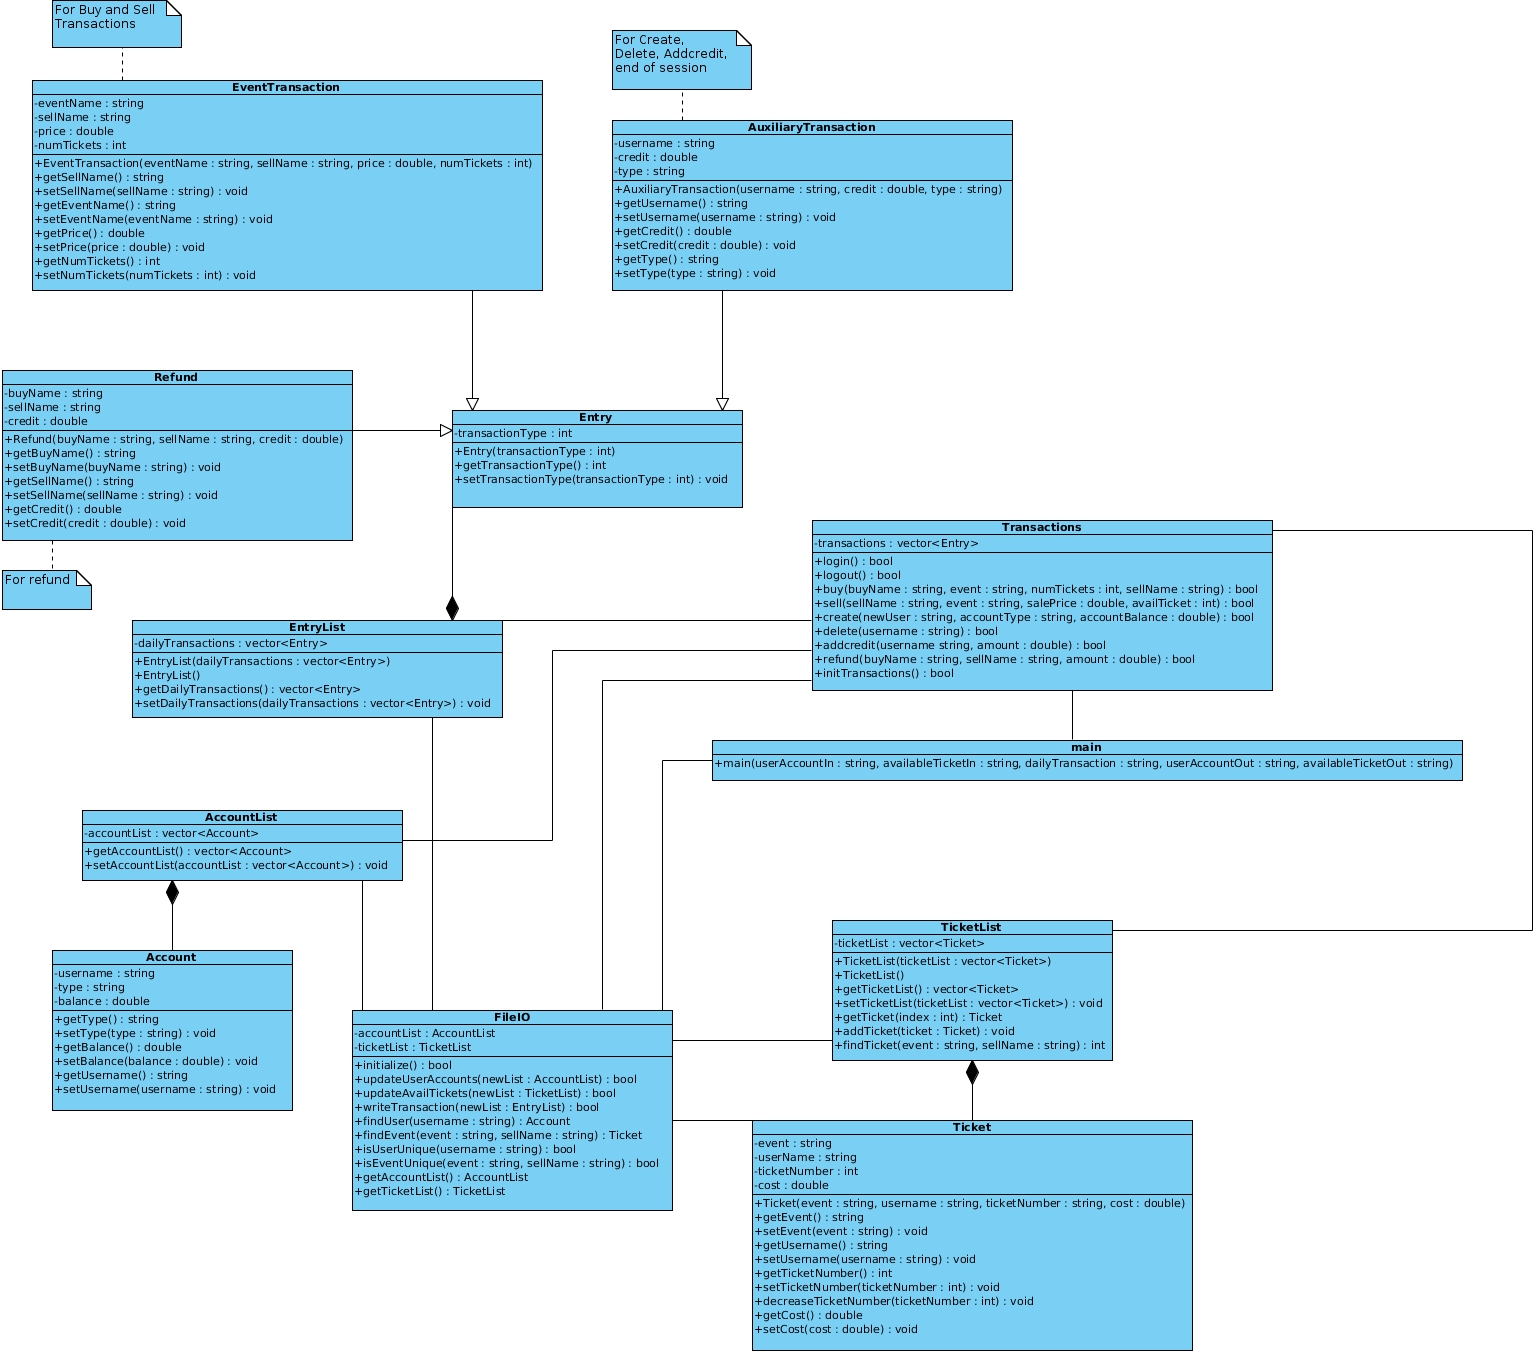 For Buy and Sell
Transactions
For Create,
Delete, Addcredit,
end of session
EventTransaction
-eventName : string
-sellName : string
-price : double
-numTickets : int
+EventTransaction(eventName : string, sellName : string, price : double, numTickets : int)
+getSellName() : string
+setSellName(sellName : string) : void
+getEventName() : string
+setEventName(eventName : string) : void
+getPrice() : double
+setPrice(price : double) : void
+getNumTickets() : int
+setNumTickets(numTickets : int) : void
AuxiliaryTransaction
-username : string
-credit : double
-type : string
+AuxiliaryTransaction(username : string, credit : double, type : string)
+getUsername() : string
+setUsername(username : string) : void
+getCredit() : double
+setCredit(credit : double) : void
+getType() : string
+setType(type : string) : void
Refund
-buyName : string
-sellName : string
-credit : double
+Refund(buyName : string, sellName : string, credit : double)
+getBuyName() : string
+setBuyName(buyName : string) : void
+getSellName() : string
+setSellName(sellName : string) : void
+getCredit() : double
+setCredit(credit : double) : void
For refund
Entry
-transactionType : int
+Entry(transactionType : int)
+getTransactionType() : int
+setTransactionType(transactionType : int) : void
Transactions
-transactions : vector<Entry>
+login() : bool
+logout() : bool
+buy(buyName : string, event : string, numTickets : int, sellName : string) : bool
+sell(sellName : string, event : string, salePrice : double, availTicket : int) : bool
+create(newUser : string, accountType : string, accountBalance : double) : bool
+delete(username : string) : bool
+addcredit(username string, amount : double) : bool
+refund(buyName : string, sellName : string, amount : double) : bool
+initTransactions() : bool
EntryList
-dailyTransactions : vector<Entry>
+EntryList(dailyTransactions : vector<Entry>)
+EntryList()
+getDailyTransactions() : vector<Entry>
+setDailyTransactions(dailyTransactions : vector<Entry>) : void
main
+main(userAccountIn : string, availableTicketIn : string, dailyTransaction : string, userAccountOut : string, availableTicketOut : string)
AccountList
-accountList : vector<Account>
+getAccountList() : vector<Account>
+setAccountList(accountList : vector<Account>) : void
Account
-username : string
-type : string
-balance : double
+getType() : string
+setType(type : string) : void
+getBalance() : double
+setBalance(balance : double) : void
+getUsername() : string
+setUsername(username : string) : void
TicketList
-ticketList : vector<Ticket>
+TicketList(ticketList : vector<Ticket>)
+TicketList()
+getTicketList() : vector<Ticket>
+setTicketList(ticketList : vector<Ticket>) : void
+getTicket(index : int) : Ticket
+addTicket(ticket : Ticket) : void
+findTicket(event : string, sellName : string) : int
FileIO
-accountList : AccountList
-ticketList : TicketList
+initialize() : bool
+updateUserAccounts(newList : AccountList) : bool
+updateAvailTickets(newList : TicketList) : bool
+writeTransaction(newList : EntryList) : bool
+findUser(username : string) : Account
+findEvent(event : string, sellName : string) : Ticket
+isUserUnique(username : string) : bool
+isEventUnique(event : string, sellName : string) : bool
+getAccountList() : AccountList
+getTicketList() : TicketList
Ticket
-event : string
-userName : string
-ticketNumber : int
-cost : double
+Ticket(event : string, username : string, ticketNumber : string, cost : double)
+getEvent() : string
+setEvent(event : string) : void
+getUsername() : string
+setUsername(username : string) : void
+getTicketNumber() : int
+setTicketNumber(ticketNumber : int) : void
+decreaseTicketNumber(ticketNumber : int) : void
+getCost() : double
+setCost(cost : double) : void